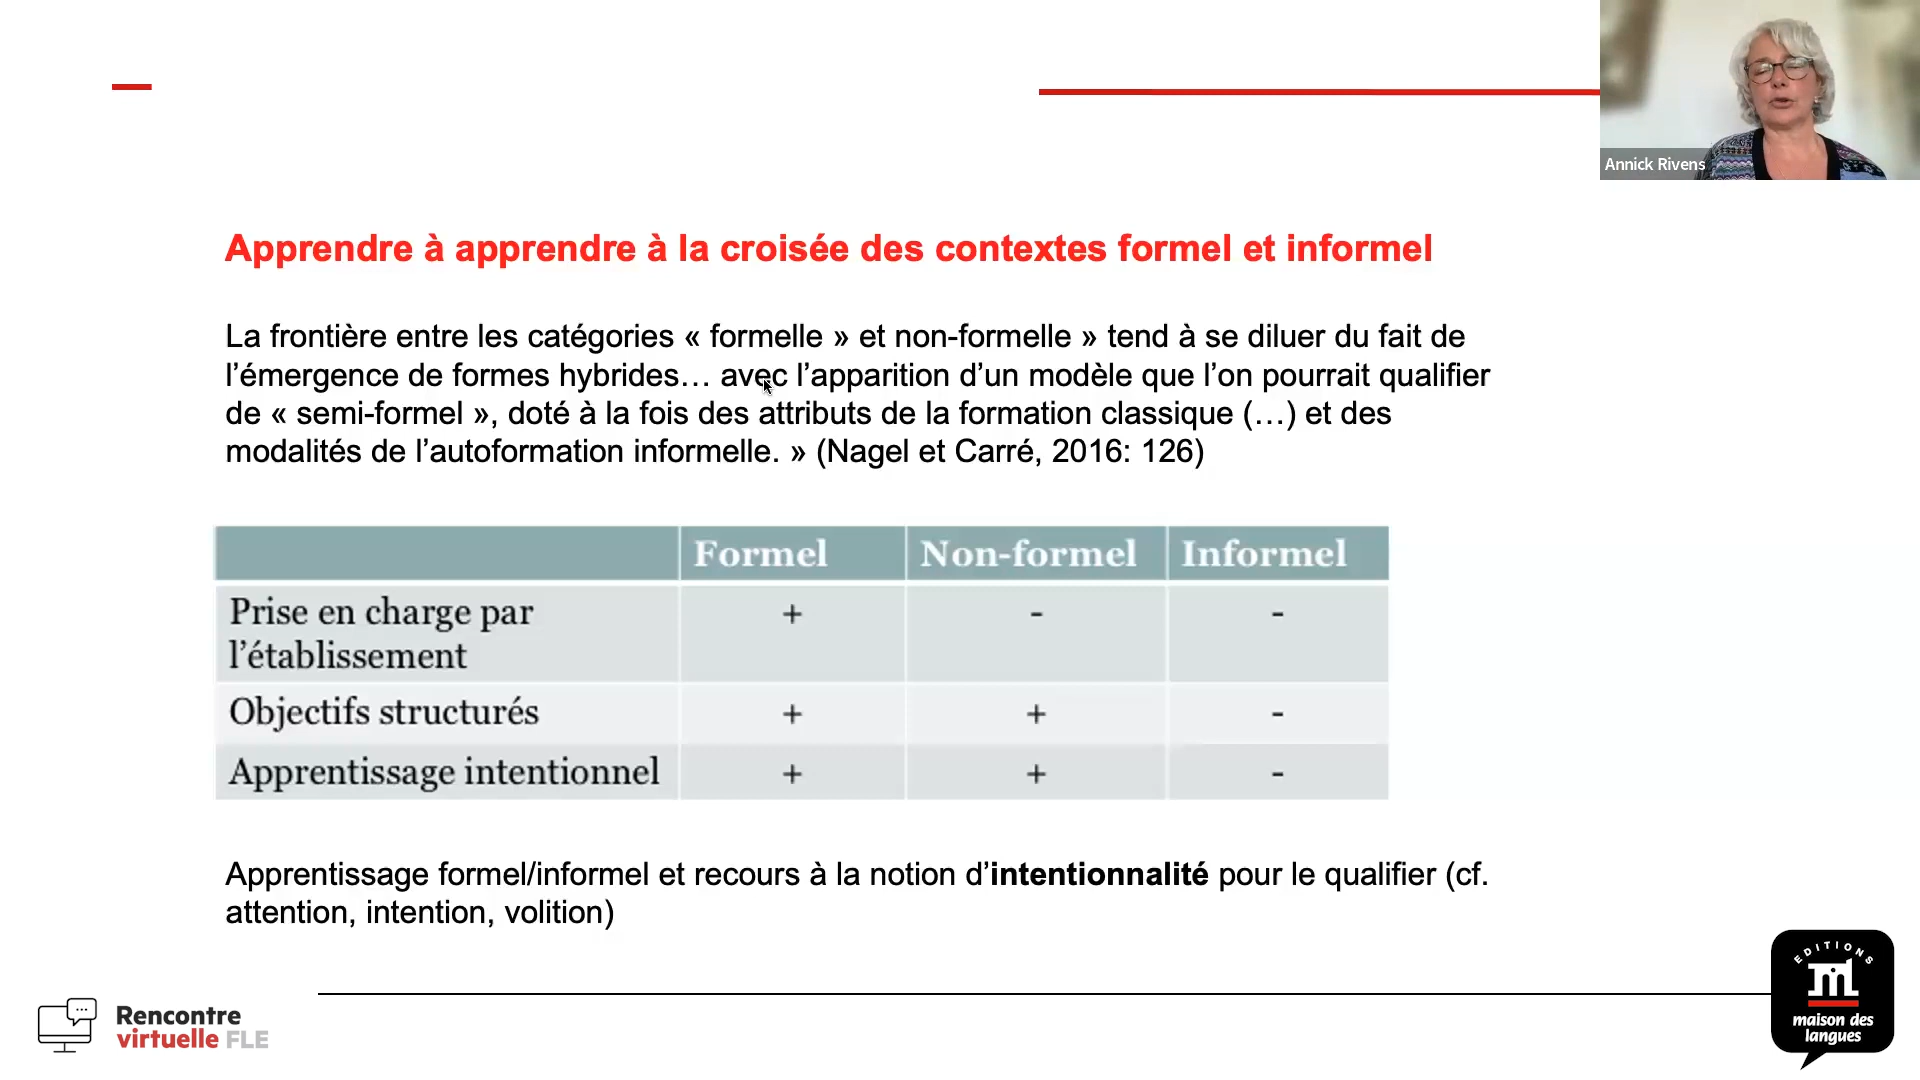 Annick Rivens
Apprendre à apprendre à la croisée des contextes formel et informel
La frontière entre les catégories « formelle » et non-formelle » tend à se diluer du fait de
l’émergence de formes hybrides… avec l’apparition d’un modèle que l’on pourrait qualifier
de « semi-formel », doté à la fois des attributs de la formation classique (…) et des
modalités de l’autoformation informelle. » (Nagel et Carré, 2016: 126)
Formel Non-formel Informel
Prise en charge par + - -
l’établissement
Objectifs structurés + + -
Apprentissage intentionnel + + -
Apprentissage formel/informel et recours à la notion d’intentionnalité pour le qualifier (cf.
attention, intention, volition)
Rencontre
virtuelle FLE
EDITIONS
maison des
langues